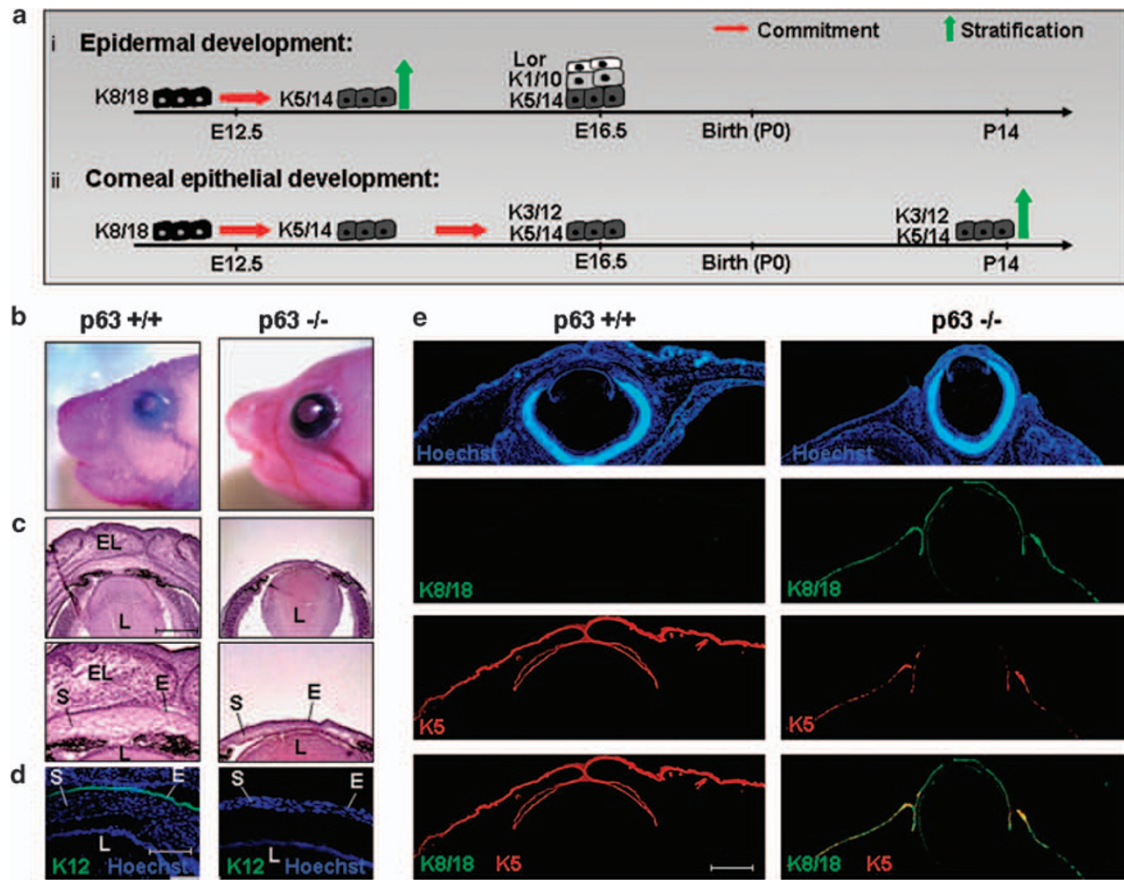 a
i Epidermal development:
Commitment
Stratification
Lor
K1/10
K8/18 K5/14 K5/14
E12.5 E16.5 Birth (P0) P14
ii Corneal epithelial development:
K3/12 K3/12
K8/18 K5/14 K5/14 K5/14
E12.5 E16.5 Birth (P0) P14
b p63 +/+ p63 -/-
c
EL
L L
EL
S E S E
L L
d
S E S E
L L
K12 Hoechst K12 Hoechst
e p63 +/+ p63 -/-
Hoechst Hoechst
K8/18 K8/18
K5 K5
K8/18 K5 K8/18 K5